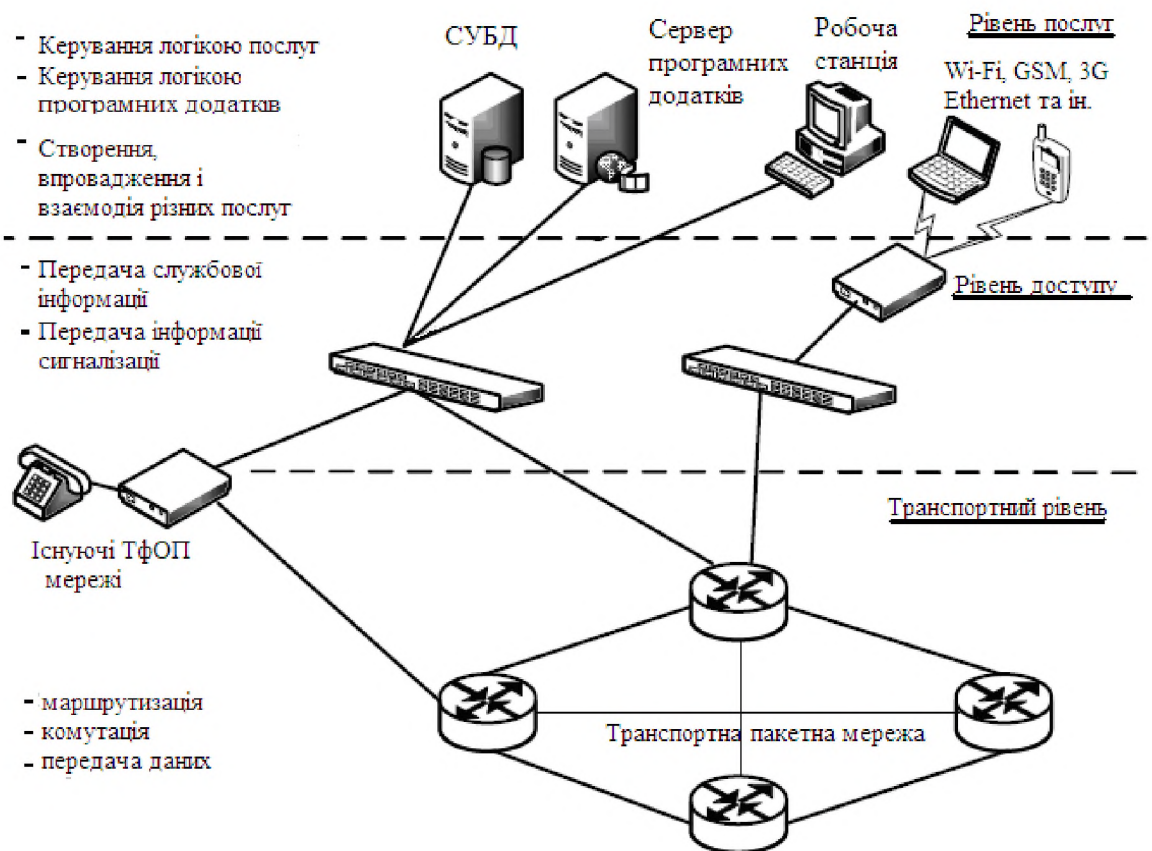 - Керування логікою послуг
- Керування логікою
програмних додатків
- Створення,
впровадження і
взаємодія різних послуг
СУБД
Сервер
програмних
додатків
Робоча
станція
Рівень послуг
Wi-Fi, GSM, 3G
Ethernet та ін.
- Передача службової
інформації
- Передача інформації
сигналізації
Рівень доступу
Існуючі ТфОП
мережі
Транспортний рівень
- маршрутизація
- комутація
- передача даних
Транспортна пакетна мережа